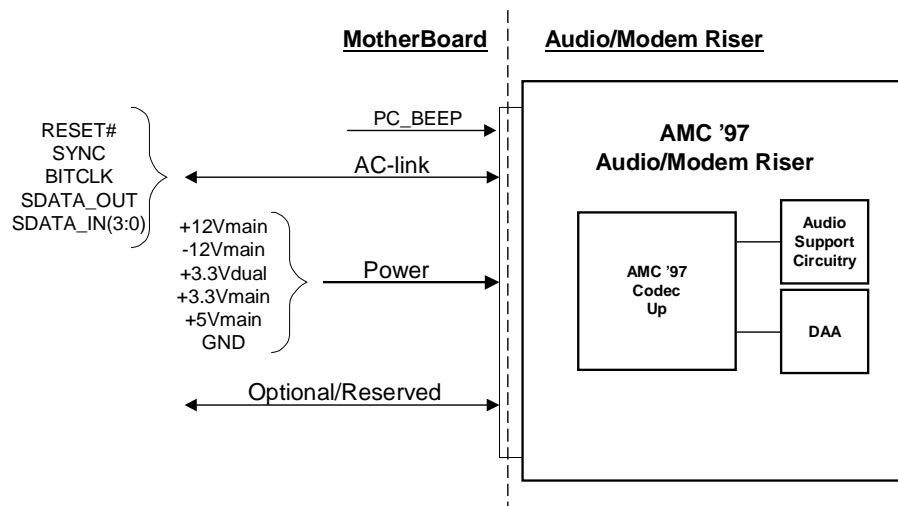 MotherBoard
Audio/Modem Riser
PC_BEEP
RESET#
SYNC
BITCLK
SDATA_OUT
SDATA_IN(3:0)
AC-link
+12Vmain
-12Vmain
+3.3Vdual
+3.3Vmain
+5Vmain
GND
Power
Optional/Reserved
AMC '97
Audio/Modem Riser
AMC '97
Codec
Up
Audio
Support
Circuitry
DAA